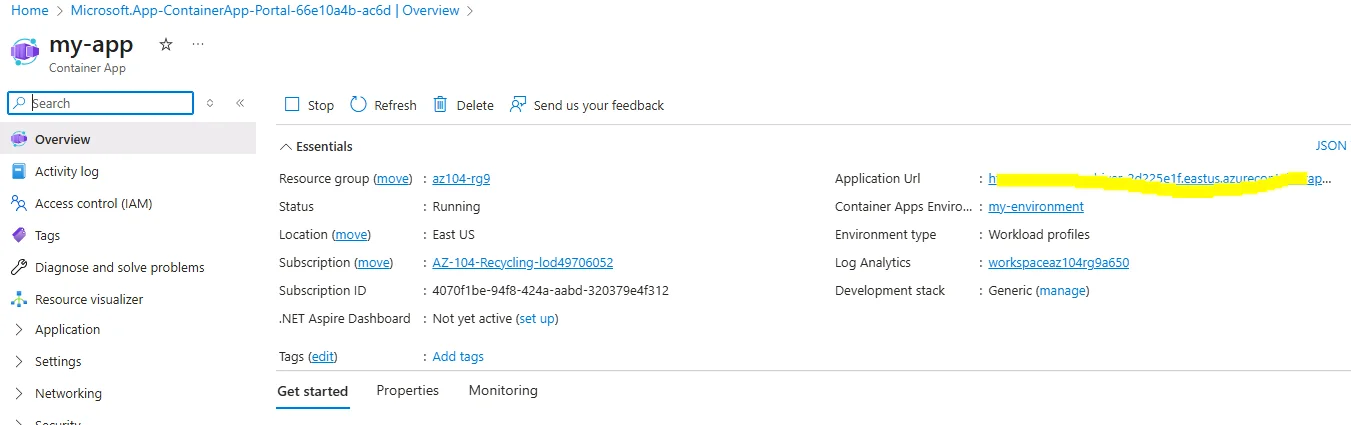 Home > Microsoft.App-ContainerApp-Portal-66e10a4b-ac6d | Overview >
my-app
Container App
Search
Overview
Activity log
Access control (IAM)
Tags
Diagnose and solve problems
Resource visualizer
Application
Settings
Networking
Security
Stop Refresh Delete Send us your feedback
Essentials
JSON
Resource group (move) : az104-rg9
Status : Running
Location (move) : East US
Subscription (move) : AZ-104-Recycling-lod49706052
Subscription ID : 4070f1be-94f8-424a-aabd-320379e4f312
.NET Aspire Dashboard : Not yet active (set up)
Tags (edit) : Add tags
Application Url : 2d225e1f.eastus.
Container Apps Enviro... : my-environment
Environment type : Workload profiles
Log Analytics : workspaceaz104rg9a650
Development stack : Generic (manage)
Get started Properties Monitoring